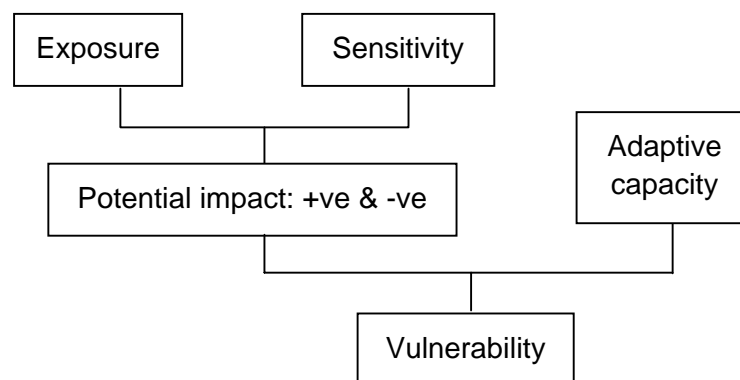 Exposure
Sensitivity
Adaptive
capacity
Potential impact: +ve & -ve
Vulnerability